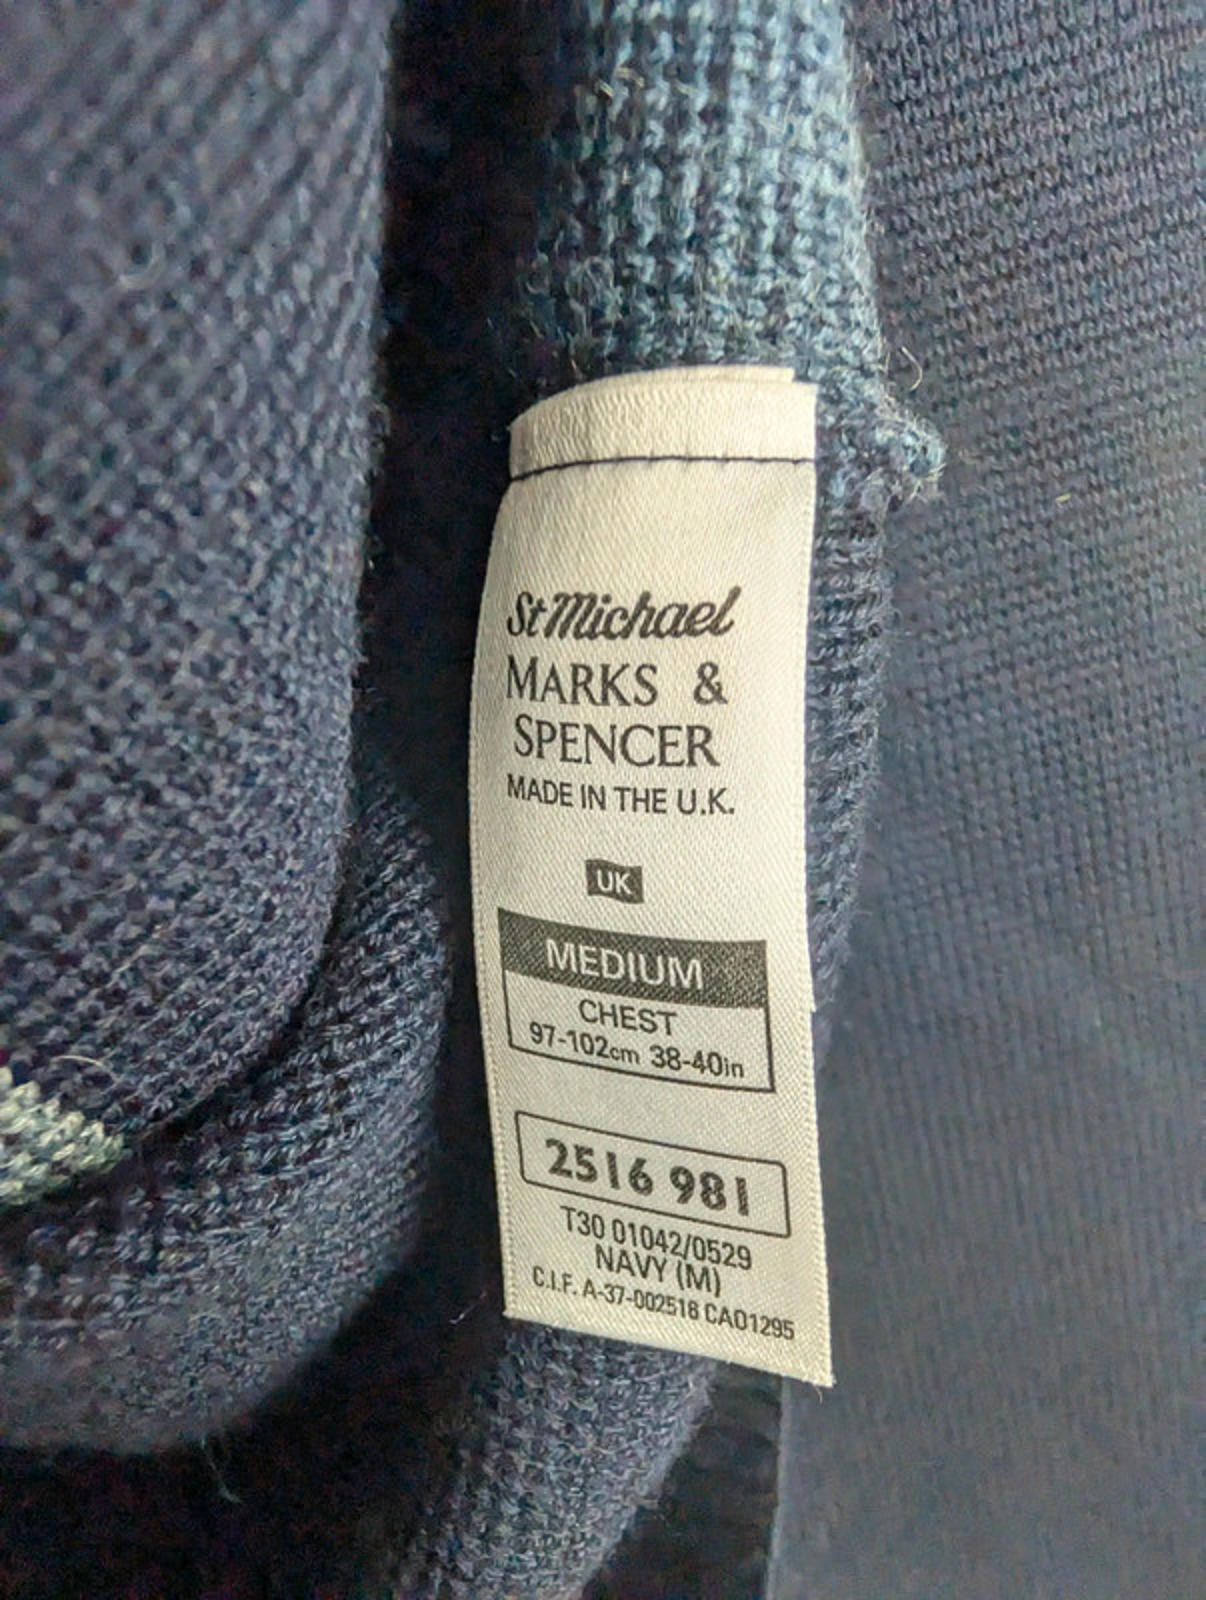 St Michael
MARKS &
SPENCER
MADE IN THE U.K.
UK
MEDIUM
CHEST
97-102cm 38-40in
2516 981
T30 01042/0529
NAVY (M)
C.I.F. A-37-002518 CAO1295